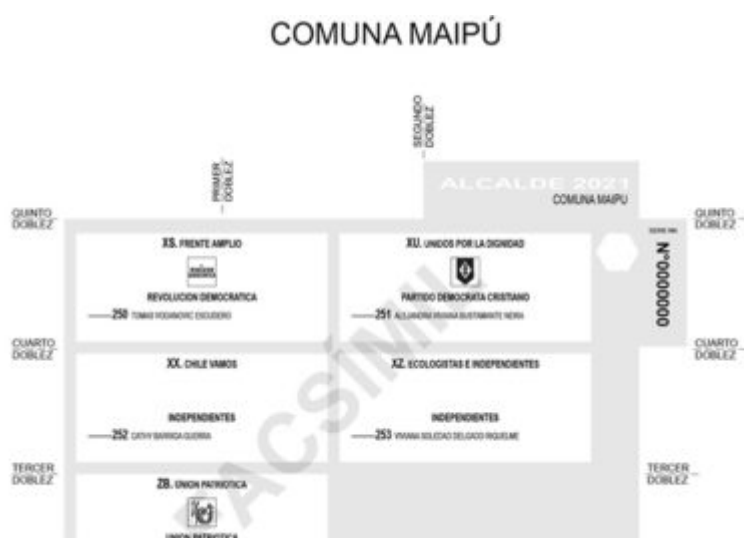 COMUNA MAIPÚ
SEGUNDO
DOBLEZ
PRIMER
DOBLEZ
ALCALDE 2021
COMUNA MAIPU
QUINTO
DOBLEZ
QUINTO
DOBLEZ
XS. FRENTE AMPLIO
REVOLUCION DEMOCRATICA
250 TOMAS VODANOVIC ESCUDERO
XU. UNIDOS POR LA DIGNIDAD
PARTIDO DEMOCRATA CRISTIANO
251 ALEJANDRA BUSTAMANTE
N°0000000
CUARTO
DOBLEZ
CUARTO
DOBLEZ
XX. CHILE VAMOS
INDEPENDIENTES
252 CATHY BARRIGA GUERRA
XZ. ECOLOGISTAS E INDEPENDIENTES
INDEPENDIENTES
253 VIVIANA SOLEDAD DELGADO RIQUELME
TERCER
DOBLEZ
TERCER
DOBLEZ
ZB. UNION PATRIOTICA
UNION PATRIOTICA
FACSÍMIL